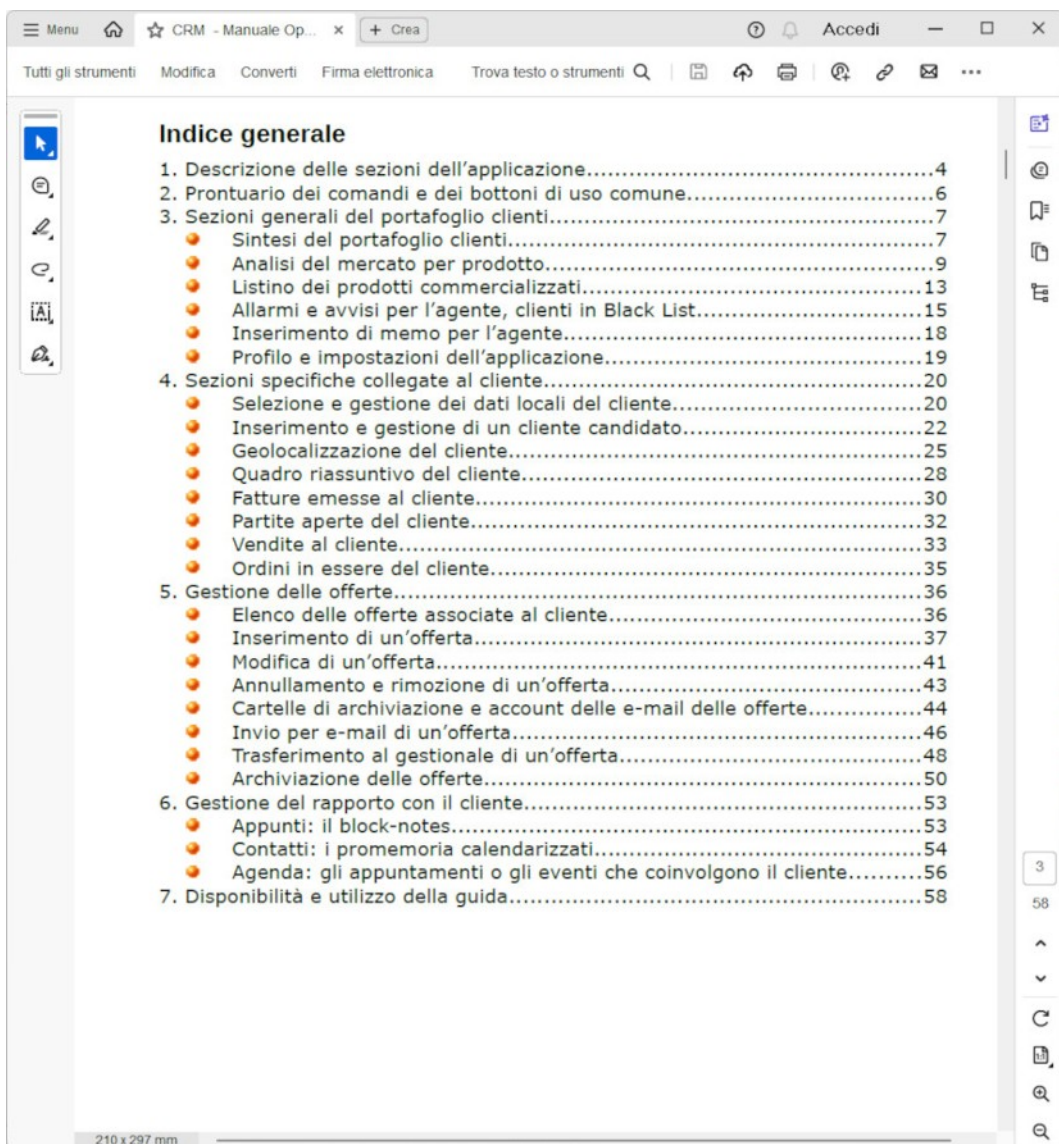 Menu CRM - Manuale Op... + Crea Accedi
Tutti gli strumenti Modifica Converti Firma elettronica Trova testo o strumenti
Indice generale
1. Descrizione delle sezioni dell'applicazione....................................................4
2. Prontuario dei comandi e dei bottoni di uso comune.....................................6
3. Sezioni generali del portafoglio clienti.........................................................7
Sintesi del portafoglio clienti...............................................................7
Analisi del mercato per prodotto..........................................................9
Listino dei prodotti commercializzati....................................................13
Allarmi e avvisi per l'agente, clienti in Black List....................................15
Inserimento di memo per l'agente.......................................................18
Profilo e impostazioni dell'applicazione.................................................19
4. Sezioni specifiche collegate al cliente.........................................................20
Selezione e gestione dei dati locali del cliente........................................20
Inserimento e gestione di un cliente candidato......................................22
Geolocalizzazione del cliente...............................................................25
Quadro riassuntivo del cliente.............................................................28
Fatture emesse al cliente...................................................................30
Partite aperte del cliente....................................................................32
Vendite al cliente..............................................................................33
Ordini in essere del cliente.................................................................35
5. Gestione delle offerte...............................................................................36
Elenco delle offerte associate al cliente.................................................36
Inserimento di un'offerta....................................................................37
Modifica di un'offerta.........................................................................41
Annullamento e rimozione di un'offerta................................................43
Cartelle di archiviazione e account delle e-mail delle offerte....................44
Invio per e-mail di un'offerta..............................................................46
Trasferimento al gestionale di un'offerta...............................................48
Archiviazione delle offerte..................................................................50
6. Gestione del rapporto con il cliente............................................................53
Appunti: il block-notes.......................................................................53
Contatti: i promemoria calendarizzati...................................................54
Agenda: gli appuntamenti o gli eventi che coinvolgono il cliente..........56
7. Disponibilità e utilizzo della guida..............................................................58
3
58
210 x 297 mm